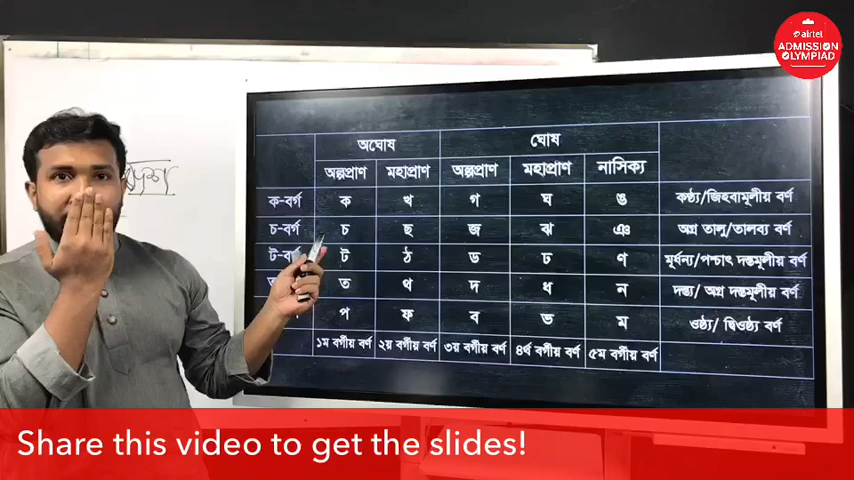 airtel
ADMISSION
OLYMPIAD
অঘোষ ঘোষ
অল্পপ্রাণ মহাপ্রাণ অল্পপ্রাণ মহাপ্রাণ নাসিক্য
ক-বর্গ ক খ গ ঘ ঙ কণ্ঠ্য/জিহবামূলীয় বর্ণ
চ-বর্গ চ ছ জ ঝ ঞ অগ্র তালু/তালব্য বর্ণ
ট-বর্গ ট ঠ ড ঢ ণ মূর্ধন্য/পশ্চাৎ দন্তমূলীয় বর্ণ
ত থ দ ধ ন দন্ত্য/ অগ্র দন্তমূলীয় বর্ণ
প ফ ব ভ ম ওষ্ঠ্য/ দ্বিওষ্ঠ্য বর্ণ
১ম বর্গীয় বর্ণ ২য় বর্গীয় বর্ণ ৩য় বর্গীয় বর্ণ ৪র্থ বর্গীয় বর্ণ ৫ম বর্গীয় বর্ণ
Share this video to get the slides!